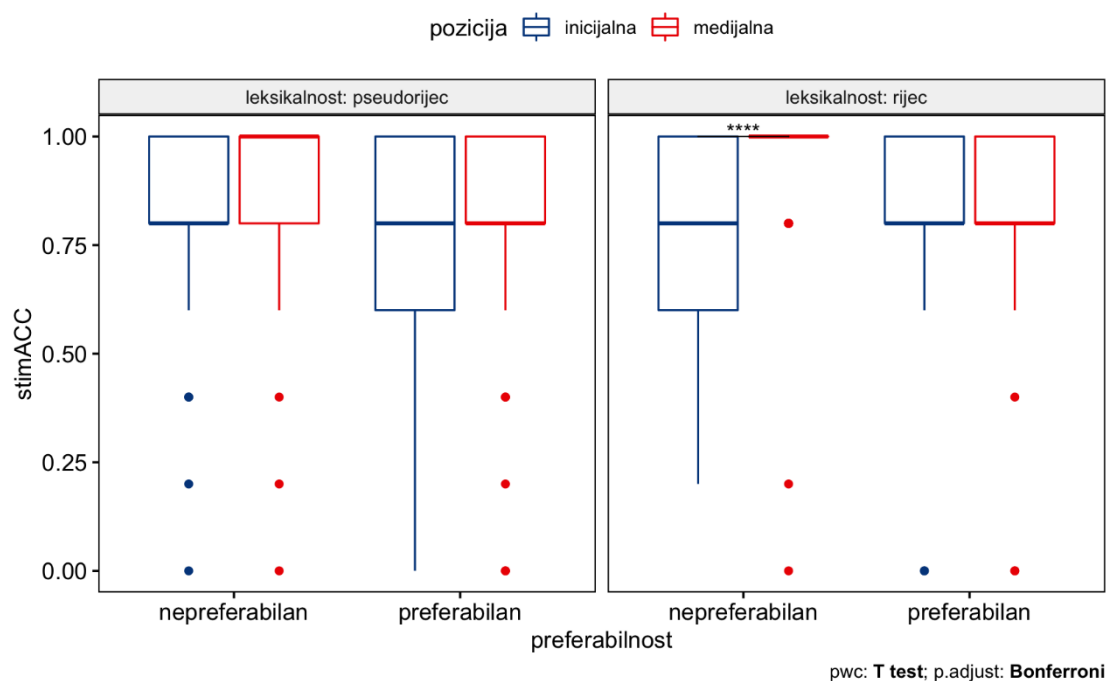 pozicija inicijalna medijalna
leksikalnost: pseudorijec
leksikalnost: rijec
stimACC
1.00
0.75
0.50
0.25
0.00
****
nepreferabilan
preferabilan
nepreferabilan
preferabilan
preferabilnost
pwc: T test; p.adjust: Bonferroni